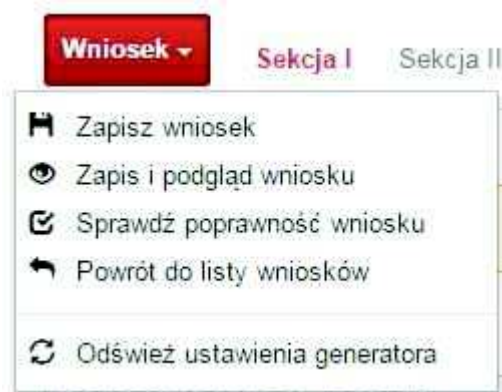 Wniosek Sekcja I Sekcja II
Zapisz wniosek
Zapis i podgląd wniosku
Sprawdź poprawność wniosku
Powrót do listy wniosków
Odśwież ustawienia generatora